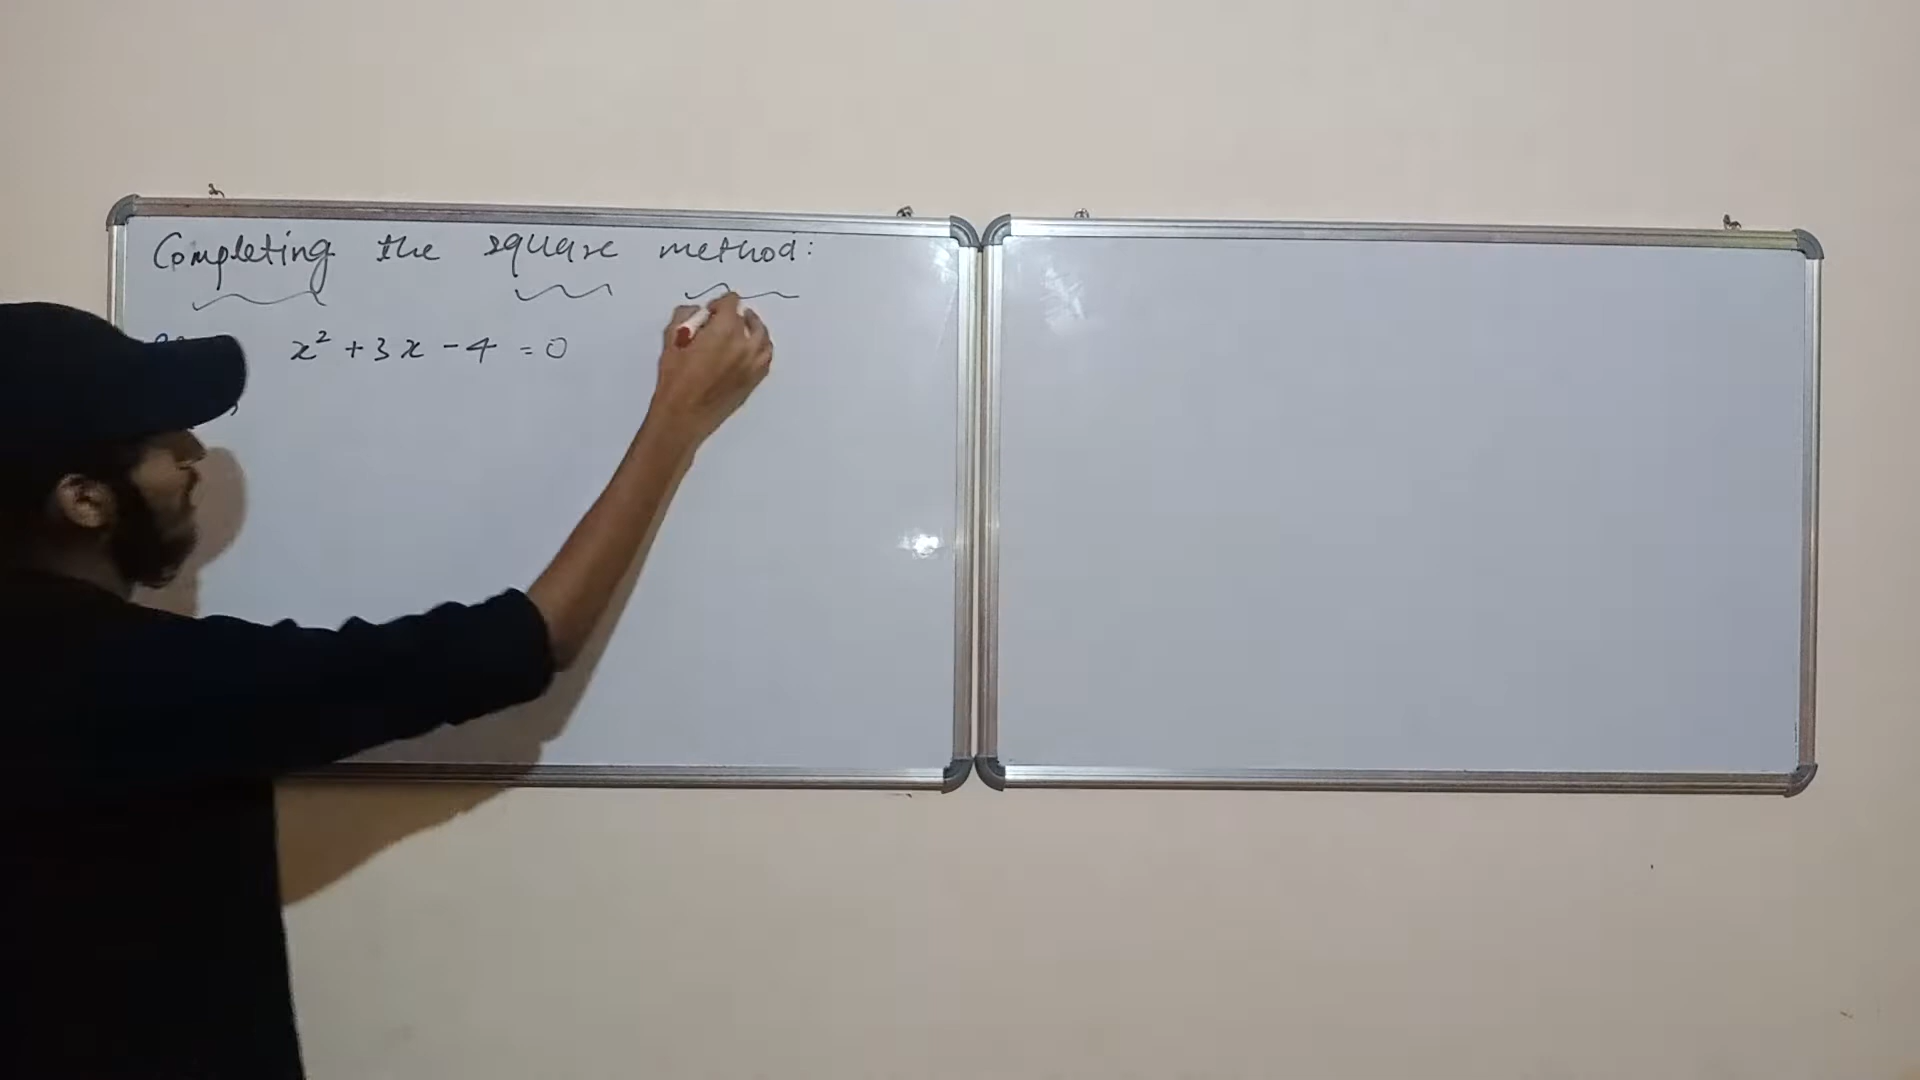 Completing the square method:
x² + 3x - 4 = 0